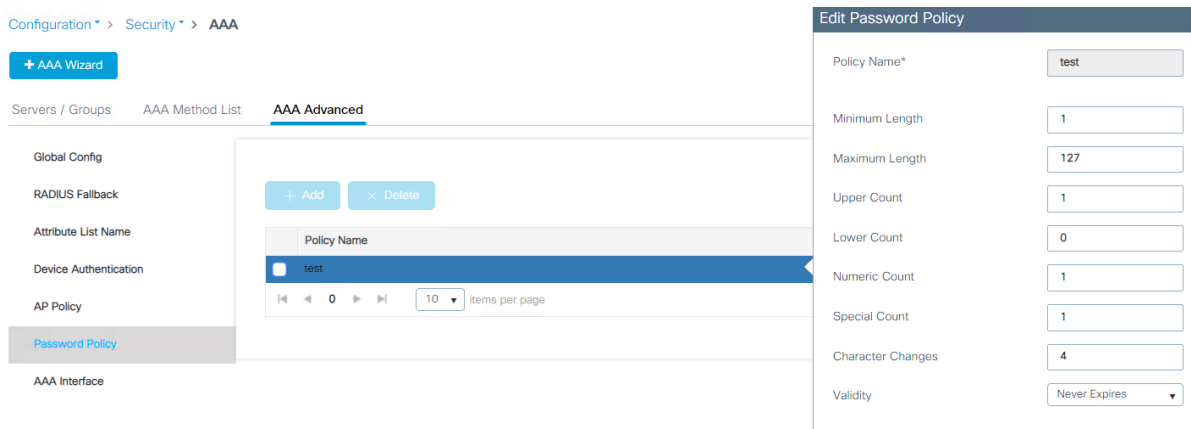 Configuration > Security > AAA
+ AAA Wizard
Servers / Groups AAA Method List AAA Advanced
Global Config
RADIUS Fallback
Attribute List Name
Device Authentication
AP Policy
Password Policy
AAA Interface
+ Add × Delete
Policy Name
test
0 10 items per page
Edit Password Policy
Policy Name* test
Minimum Length 1
Maximum Length 127
Upper Count 1
Lower Count 0
Numeric Count 1
Special Count 1
Character Changes 4
Validity Never Expires